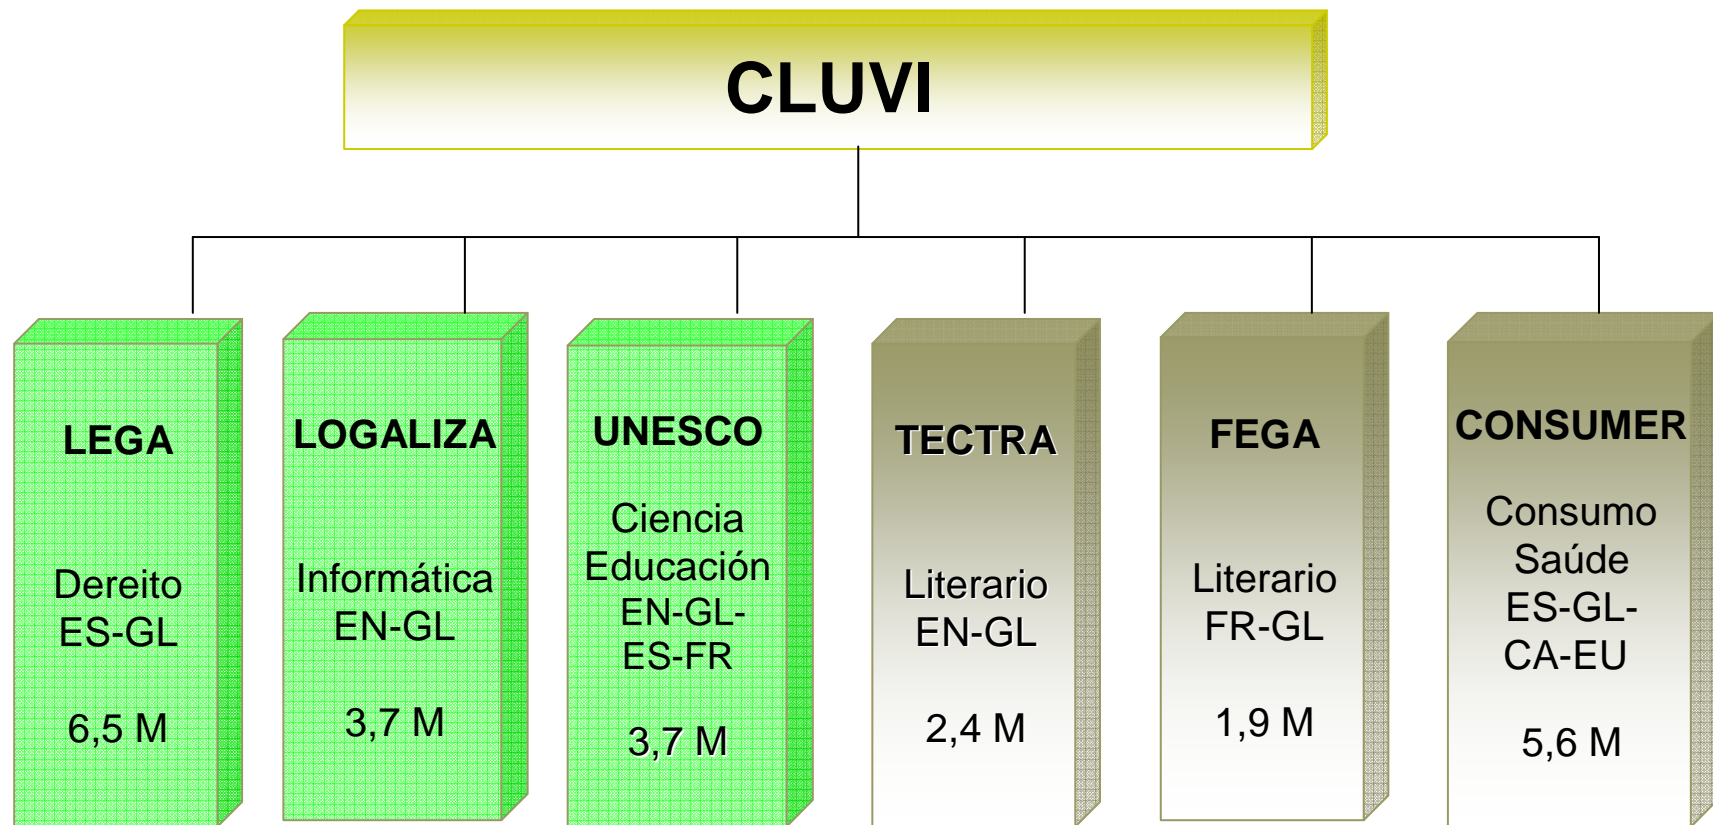 CLUVI
LEGA
Dereito
ES-GL
6,5 M
LOGALIZA
Informática
EN-GL
3,7 M
UNESCO
Ciencia
Educación
EN-GL-
ES-FR
3,7 M
TECTRA
Literario
EN-GL
2,4 M
FEGA
Literario
FR-GL
1,9 M
CONSUMER
Consumo
Saúde
ES-GL-
CA-EU
5,6 M